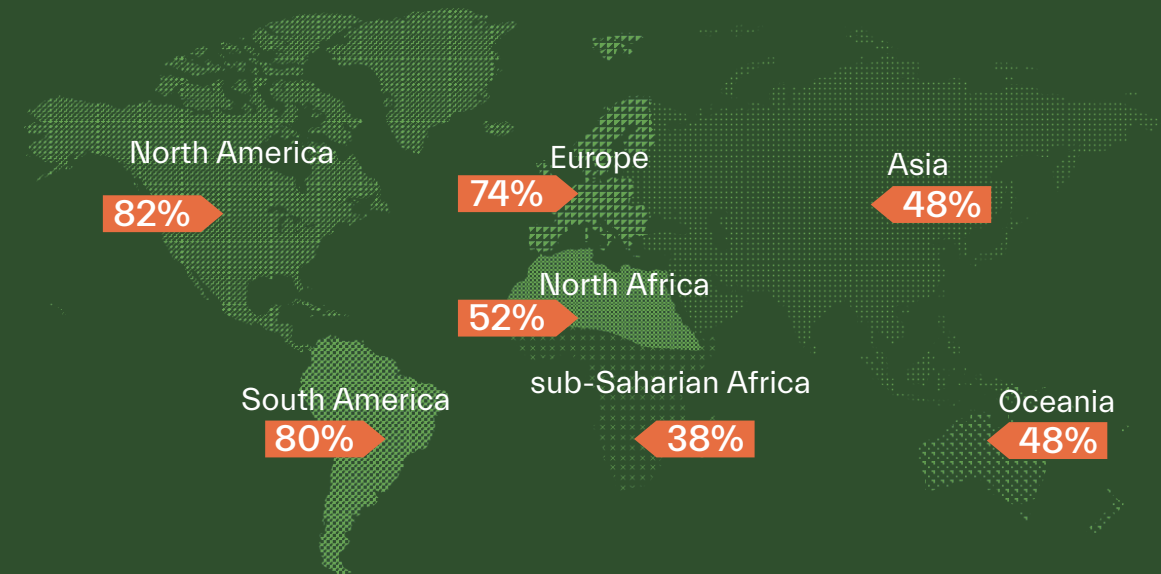 North America
82%
Europe
74%
Asia
48%
North Africa
52%
South America
80%
sub-Saharian Africa
38%
Oceania
48%